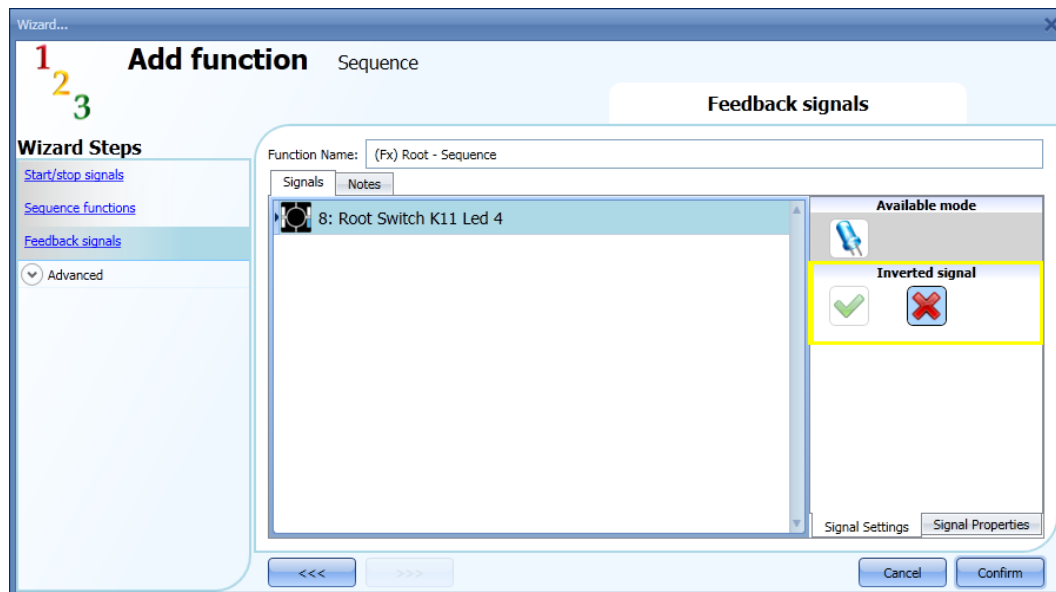 Wizard...
1 2 3
Add function Sequence
Feedback signals
Wizard Steps
Start/stop signals
Sequence functions
Feedback signals
Advanced
Function Name: (Fx) Root - Sequence
Signals Notes
8: Root Switch K11 Led 4
Available mode
Inverted signal
Signal Settings Signal Properties
<<< >>> Cancel Confirm